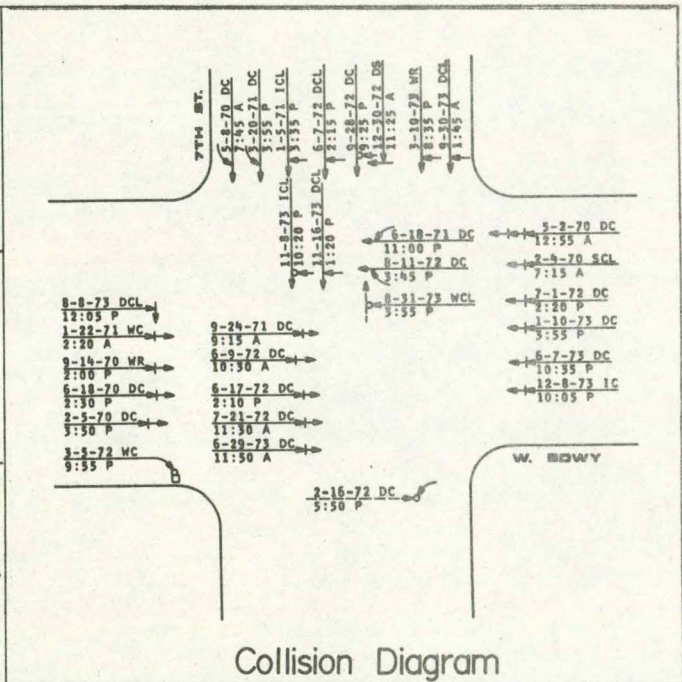 7TH ST.
5-8-70 DC
7:45 A
3-20-71 DC
3:55 P
1-5-71 ICL
3:35 P
6-7-72 DCL
2:15 P
9-28-72 DC
9:25 P
12-30-72 DS
11:25 A
3-10-73 WR
8:35 P
9-30-73 DCL
1:45 A
11-8-73 ICL
10:20 P
11-16-73 DCL
1:20 P
6-18-71 DC
11:00 P
8-11-72 DC
3:45 P
8-31-73 WCL
3:55 P
5-2-70 DC
12:55 A
2-4-70 SCL
7:15 A
7-1-72 DC
2:20 P
1-10-73 DC
3:55 P
6-7-73 DC
10:35 P
12-8-73 IC
10:05 P
8-8-73 DCL
12:05 P
1-22-71 WC
2:20 A
9-14-70 WR
2:00 P
6-18-70 DC
2:30 P
2-5-70 DC
3:50 P
3-5-72 WC
9:55 P
9-24-71 DC
9:15 A
6-9-72 DC
10:30 A
6-17-72 DC
2:10 P
7-21-72 DC
11:30 A
6-29-73 DC
11:50 A
W. BDWY
2-16-72 DC
5:50 P
Collision Diagram